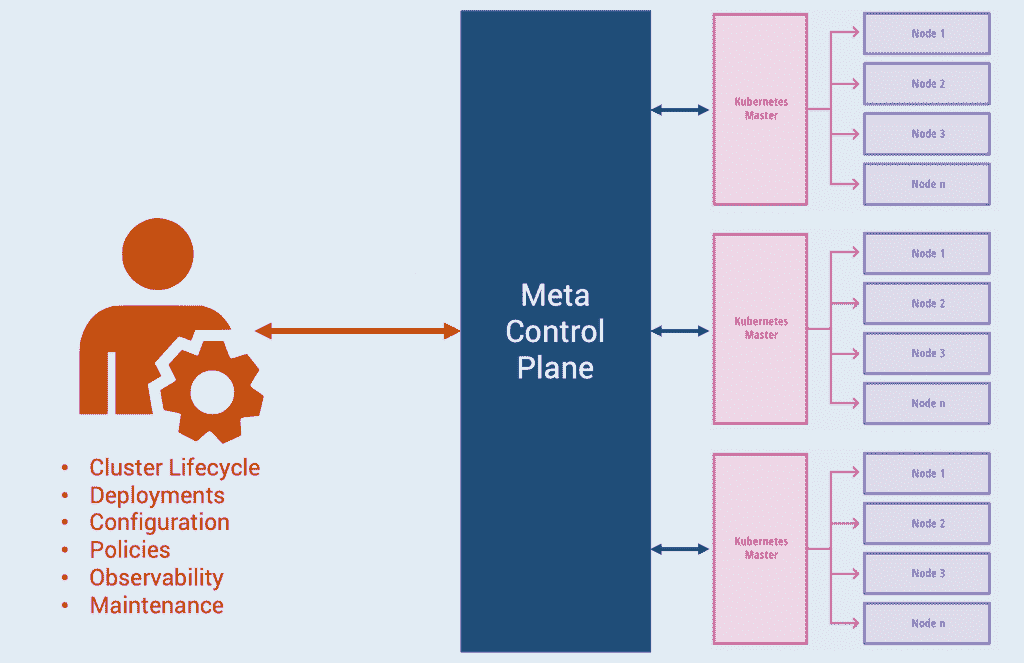 Cluster Lifecycle
Deployments
Configuration
Policies
Observability
Maintenance
Meta
Control
Plane
Kubernetes
Master
Node 1
Node 2
Node 3
Node n
Kubernetes
Master
Node 1
Node 2
Node 3
Node n
Kubernetes
Master
Node 1
Node 2
Node 3
Node n